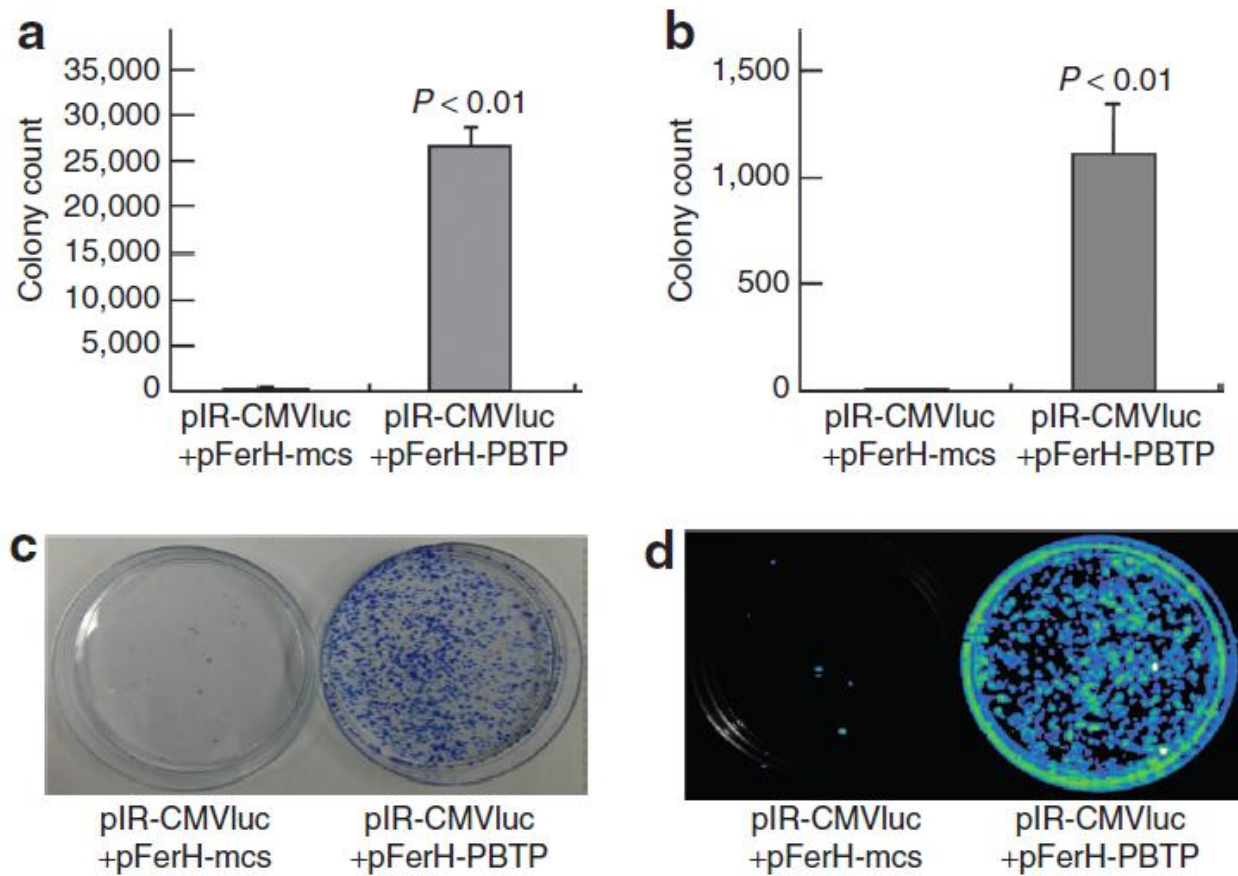 a
35,000
30,000
25,000
20,000
15,000
10,000
5,000
0
Colony count
P < 0.01
pIR-CMVluc
+pFerH-mcs
pIR-CMVluc
+pFerH-PBTP
b
1,500
1,000
500
0
Colony count
P < 0.01
pIR-CMVluc
+pFerH-mcs
pIR-CMVluc
+pFerH-PBTP
c
pIR-CMVluc
+pFerH-mcs
pIR-CMVluc
+pFerH-PBTP
d
pIR-CMVluc
+pFerH-mcs
pIR-CMVluc
+pFerH-PBTP